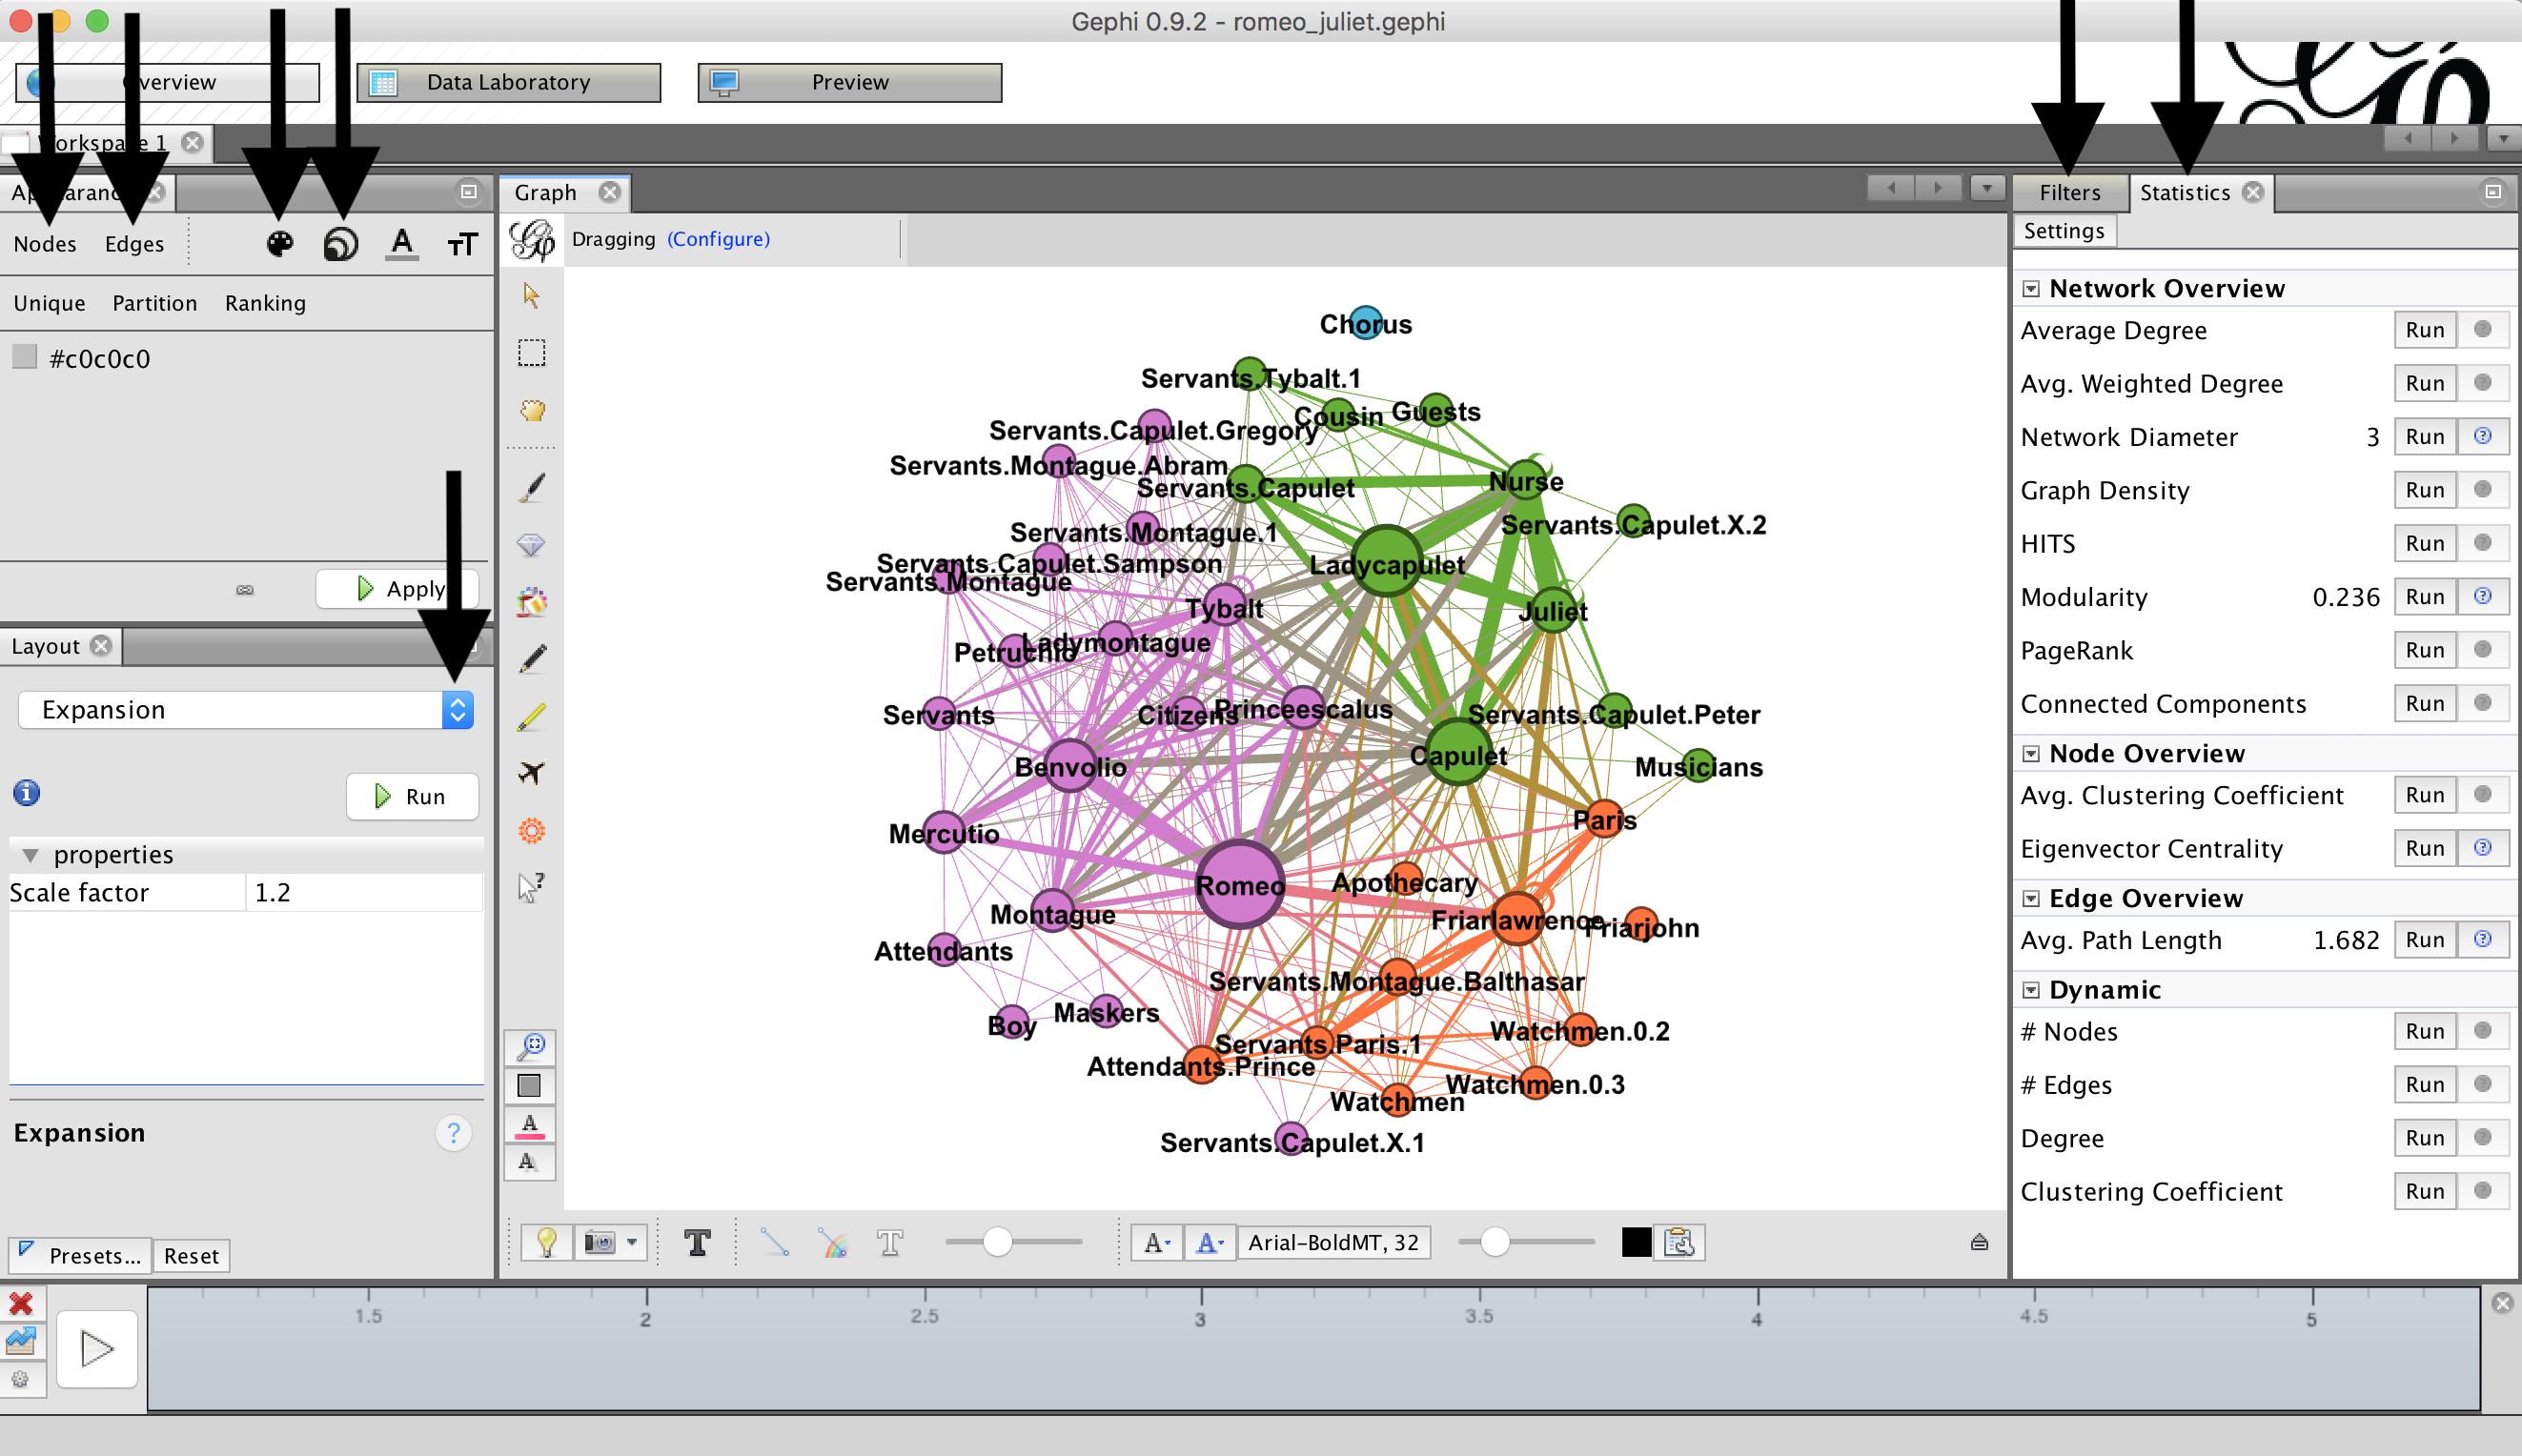 Gephi 0.9.2 - romeo_juliet.gephi
verview
Data Laboratory
Preview
orkspace 1
Appearanc
Graph
Filters
Statistics
Nodes
Edges
A
TT
Dragging (Configure)
Settings
Unique
Partition
Ranking
#c0c0c0
Apply
Layout
Expansion
Run
properties
Scale factor
1.2
Expansion
?
Presets...
Reset
Chorus
Servants.Tybalt.1
Cousin
Guests
Servants.Capulet.Gregory
Servants.Montague.Abram
Servants.Capulet
Nurse
Servants.Capulet.X.2
Servants.Montague.1
Servants.Capulet.Sampson
Ladycapulet
Servants.Montague
Tybalt
Juliet
Ladymontague
Petruchio
Servants
Citizens
Princeescalus
Servants.Capulet.Peter
Capulet
Benvolio
Musicians
Mercutio
Paris
Romeo
Apothecary
Montague
Friarlawrence
Friarjohn
Attendants
Servants.Montague.Balthasar
Maskers
Boy
Watchmen.0.2
Servants.Paris.1
Attendants.Prince
Watchmen.0.3
Watchmen
Servants.Capulet.X.1
A
A
T
T
A
A
Arial-BoldMT, 32
Network Overview
Average Degree Run
Avg. Weighted Degree Run
Network Diameter 3 Run
Graph Density Run
HITS Run
Modularity 0.236 Run
PageRank Run
Connected Components Run
Node Overview
Avg. Clustering Coefficient Run
Eigenvector Centrality Run
Edge Overview
Avg. Path Length 1.682 Run
Dynamic
# Nodes Run
# Edges Run
Degree Run
Clustering Coefficient Run
1.5 2 2.5 3 3.5 4 4.5 5